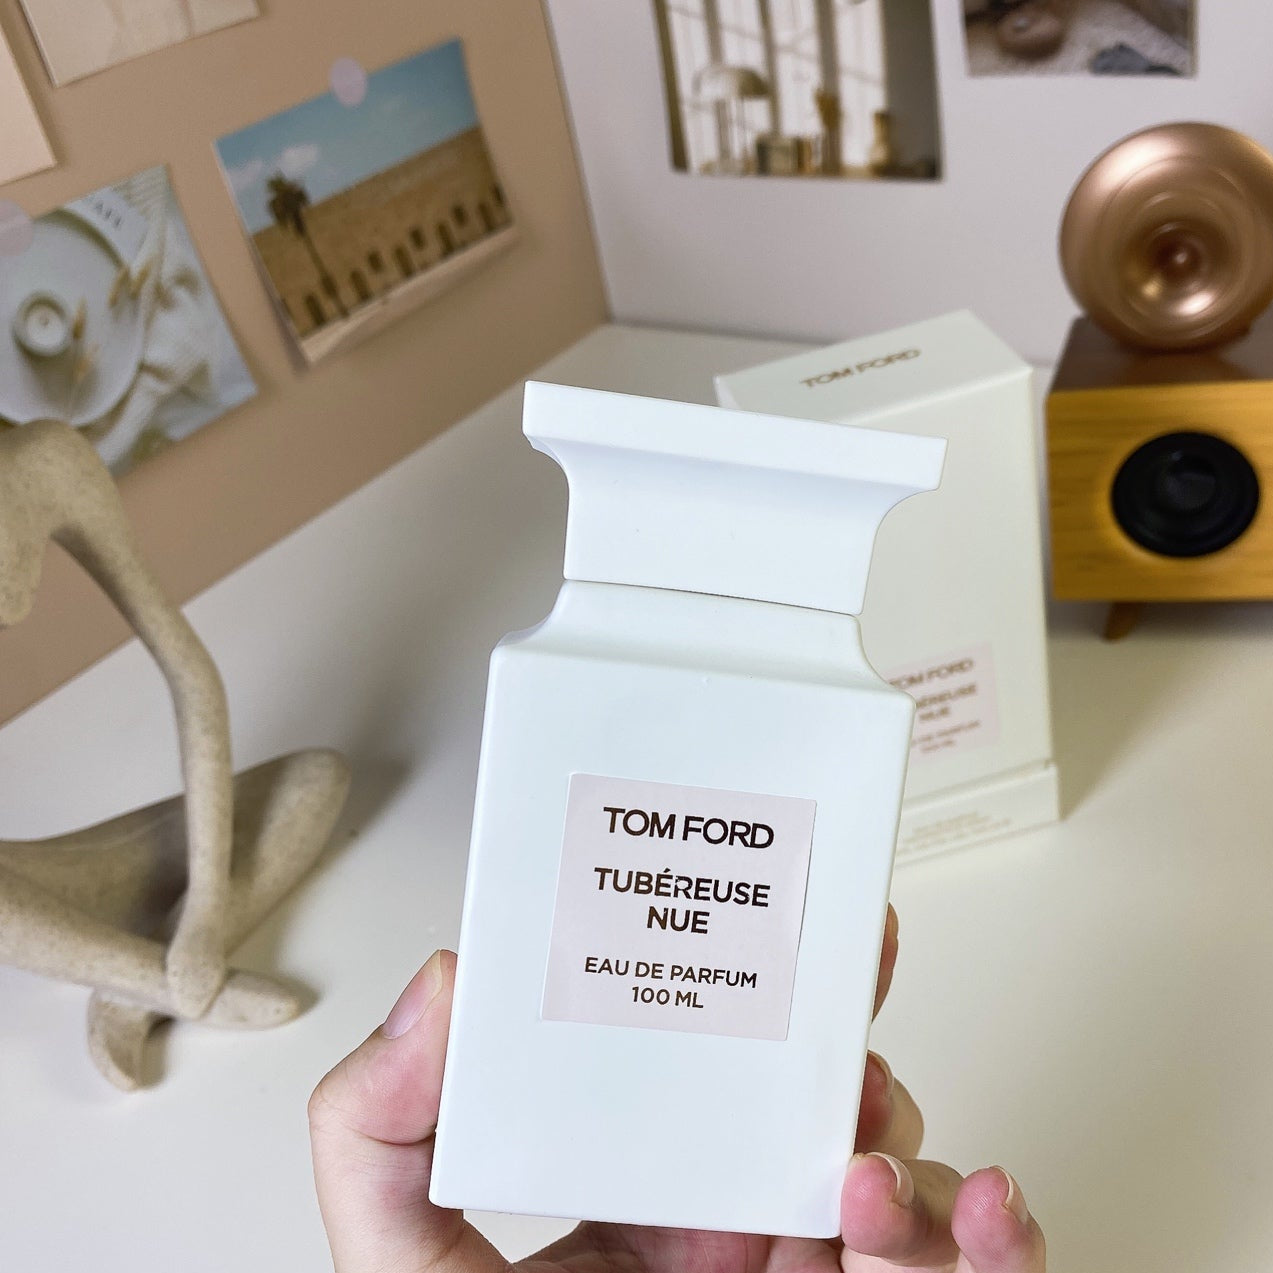 TOM FORD
TOM FORD
TUBÉREUSE
NUE
TOM FORD
TUBÉREUSE
NUE
EAU DE PARFUM
100 ML